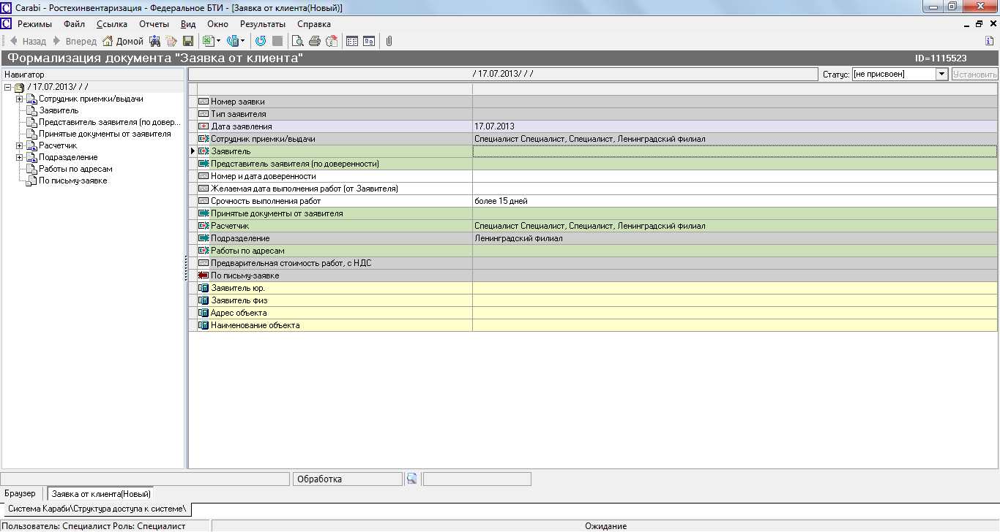 Carabi - Ростехинвентаризация - Федеральное БТИ - [Заявка от клиента(Новый)]
Режимы Файл Ссылка Отчеты Вид Окно Результаты Справка
Назад Вперед Домой
Формализация документа "Заявка от клиента" ID=1115523
Навигатор
/ 17.07.2013/ / /
Сотрудник приемки/выдачи
Заявитель
Представитель заявителя (по довер...
Принятые документы от заявителя
Расчетчик
Подразделение
Работы по адресам
По письму-заявке
/ 17.07.2013/ / / Статус: [не присвоен] Установить
Номер заявки
Тип заявителя
Дата заявления 17.07.2013
Сотрудник приемки/выдачи Специалист Специалист, Специалист, Ленинградский филиал
Заявитель
Представитель заявителя (по доверенности)
Номер и дата доверенности
Желаемая дата выполнения работ (от Заявителя)
Срочность выполнения работ более 15 дней
Принятые документы от заявителя
Расчетчик Специалист Специалист, Специалист, Ленинградский филиал
Подразделение Ленинградский филиал
Работы по адресам
Предварительная стоимость работ, с НДС
По письму-заявке
Заявитель юр.
Заявитель физ
Адрес объекта
Наименование объекта
Обработка
Браузер Заявка от клиента(Новый)
Система Караби\Структура доступа к системе\
Пользователь: Специалист Роль: Специалист Ожидание